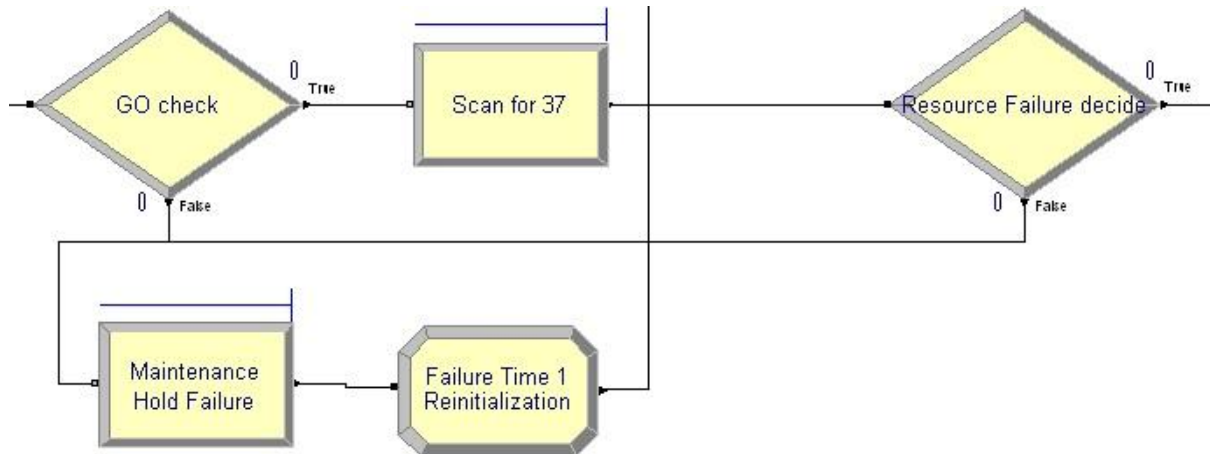 GO check
0
True
0
False
Scan for 37
Resource Failure decide
0
True
0
False
Maintenance
Hold Failure
Failure Time 1
Reinitialization